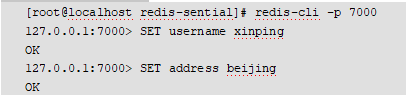 [root@localhost redis-sential]# redis-cli -p 7000
127.0.0.1:7000> SET username xinping
OK
127.0.0.1:7000> SET address beijing
OK